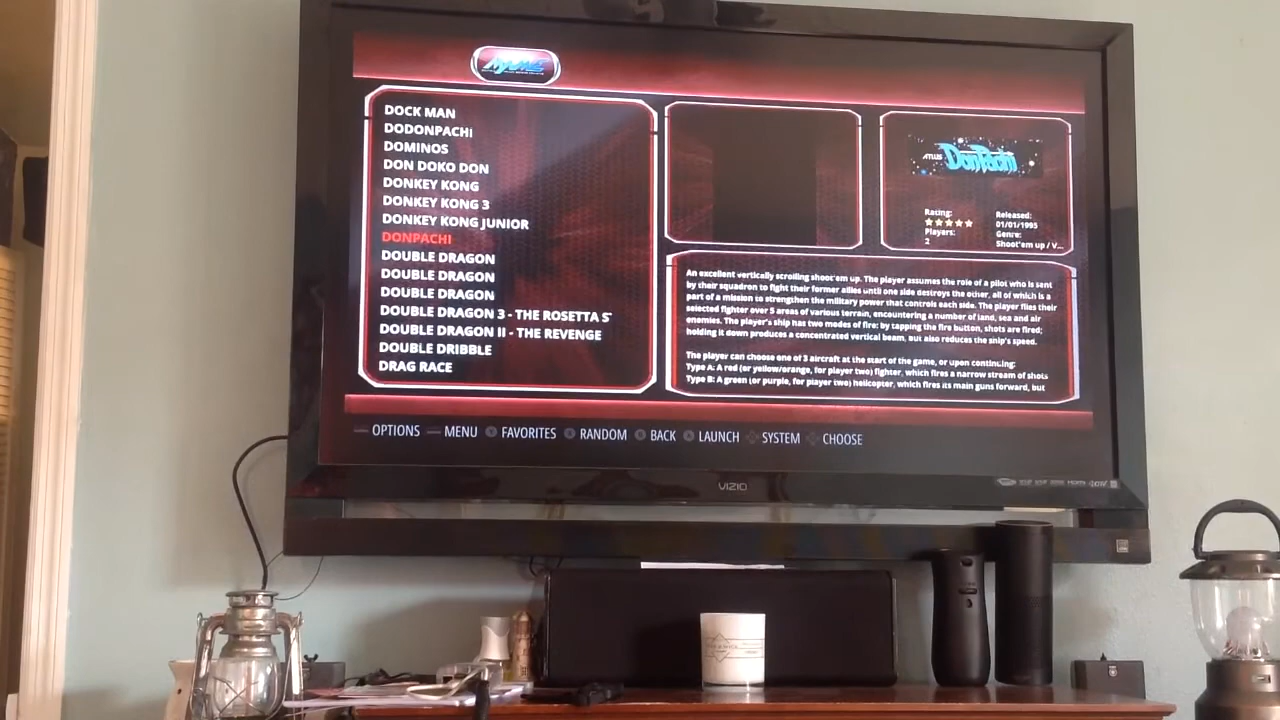 MAME
DOCK MAN
DODONPACHI
DOMINOS
DON DOKO DON
DONKEY KONG
DONKEY KONG 3
DONKEY KONG JUNIOR
DONPACHI
DOUBLE DRAGON
DOUBLE DRAGON
DOUBLE DRAGON
DOUBLE DRAGON 3 - THE ROSETTA S
DOUBLE DRAGON II - THE REVENGE
DOUBLE DRIBBLE
DRAG RACE
ATLUS DonPachi
Rating:
Players:
2
Released:
01/01/1995
Genre:
Shoot'em up / V...
An excellent vertically scrolling shoot'em up. The player assumes the role of a pilot who is sent
by their squadron to fight their former allies until one side destroys the other, all of which is a
part of a mission to strengthen the military power that controls each side. The player flies their
selected fighter over 5 areas of various terrain, encountering a number of land, sea and air
enemies. The player's ship has two modes of fire: by tapping the fire button, shots are fired;
holding it down produces a concentrated vertical beam, but also reduces the ship's speed.
The player can choose one of 3 aircraft at the start of the game, or upon continuing:
Type A: A red (or yellow/orange, for player two) fighter, which fires a narrow stream of shots
Type B: A green (or purple, for player two) helicopter, which fires its main guns forward, but
OPTIONS MENU FAVORITES RANDOM BACK LAUNCH SYSTEM CHOOSE
VIZIO